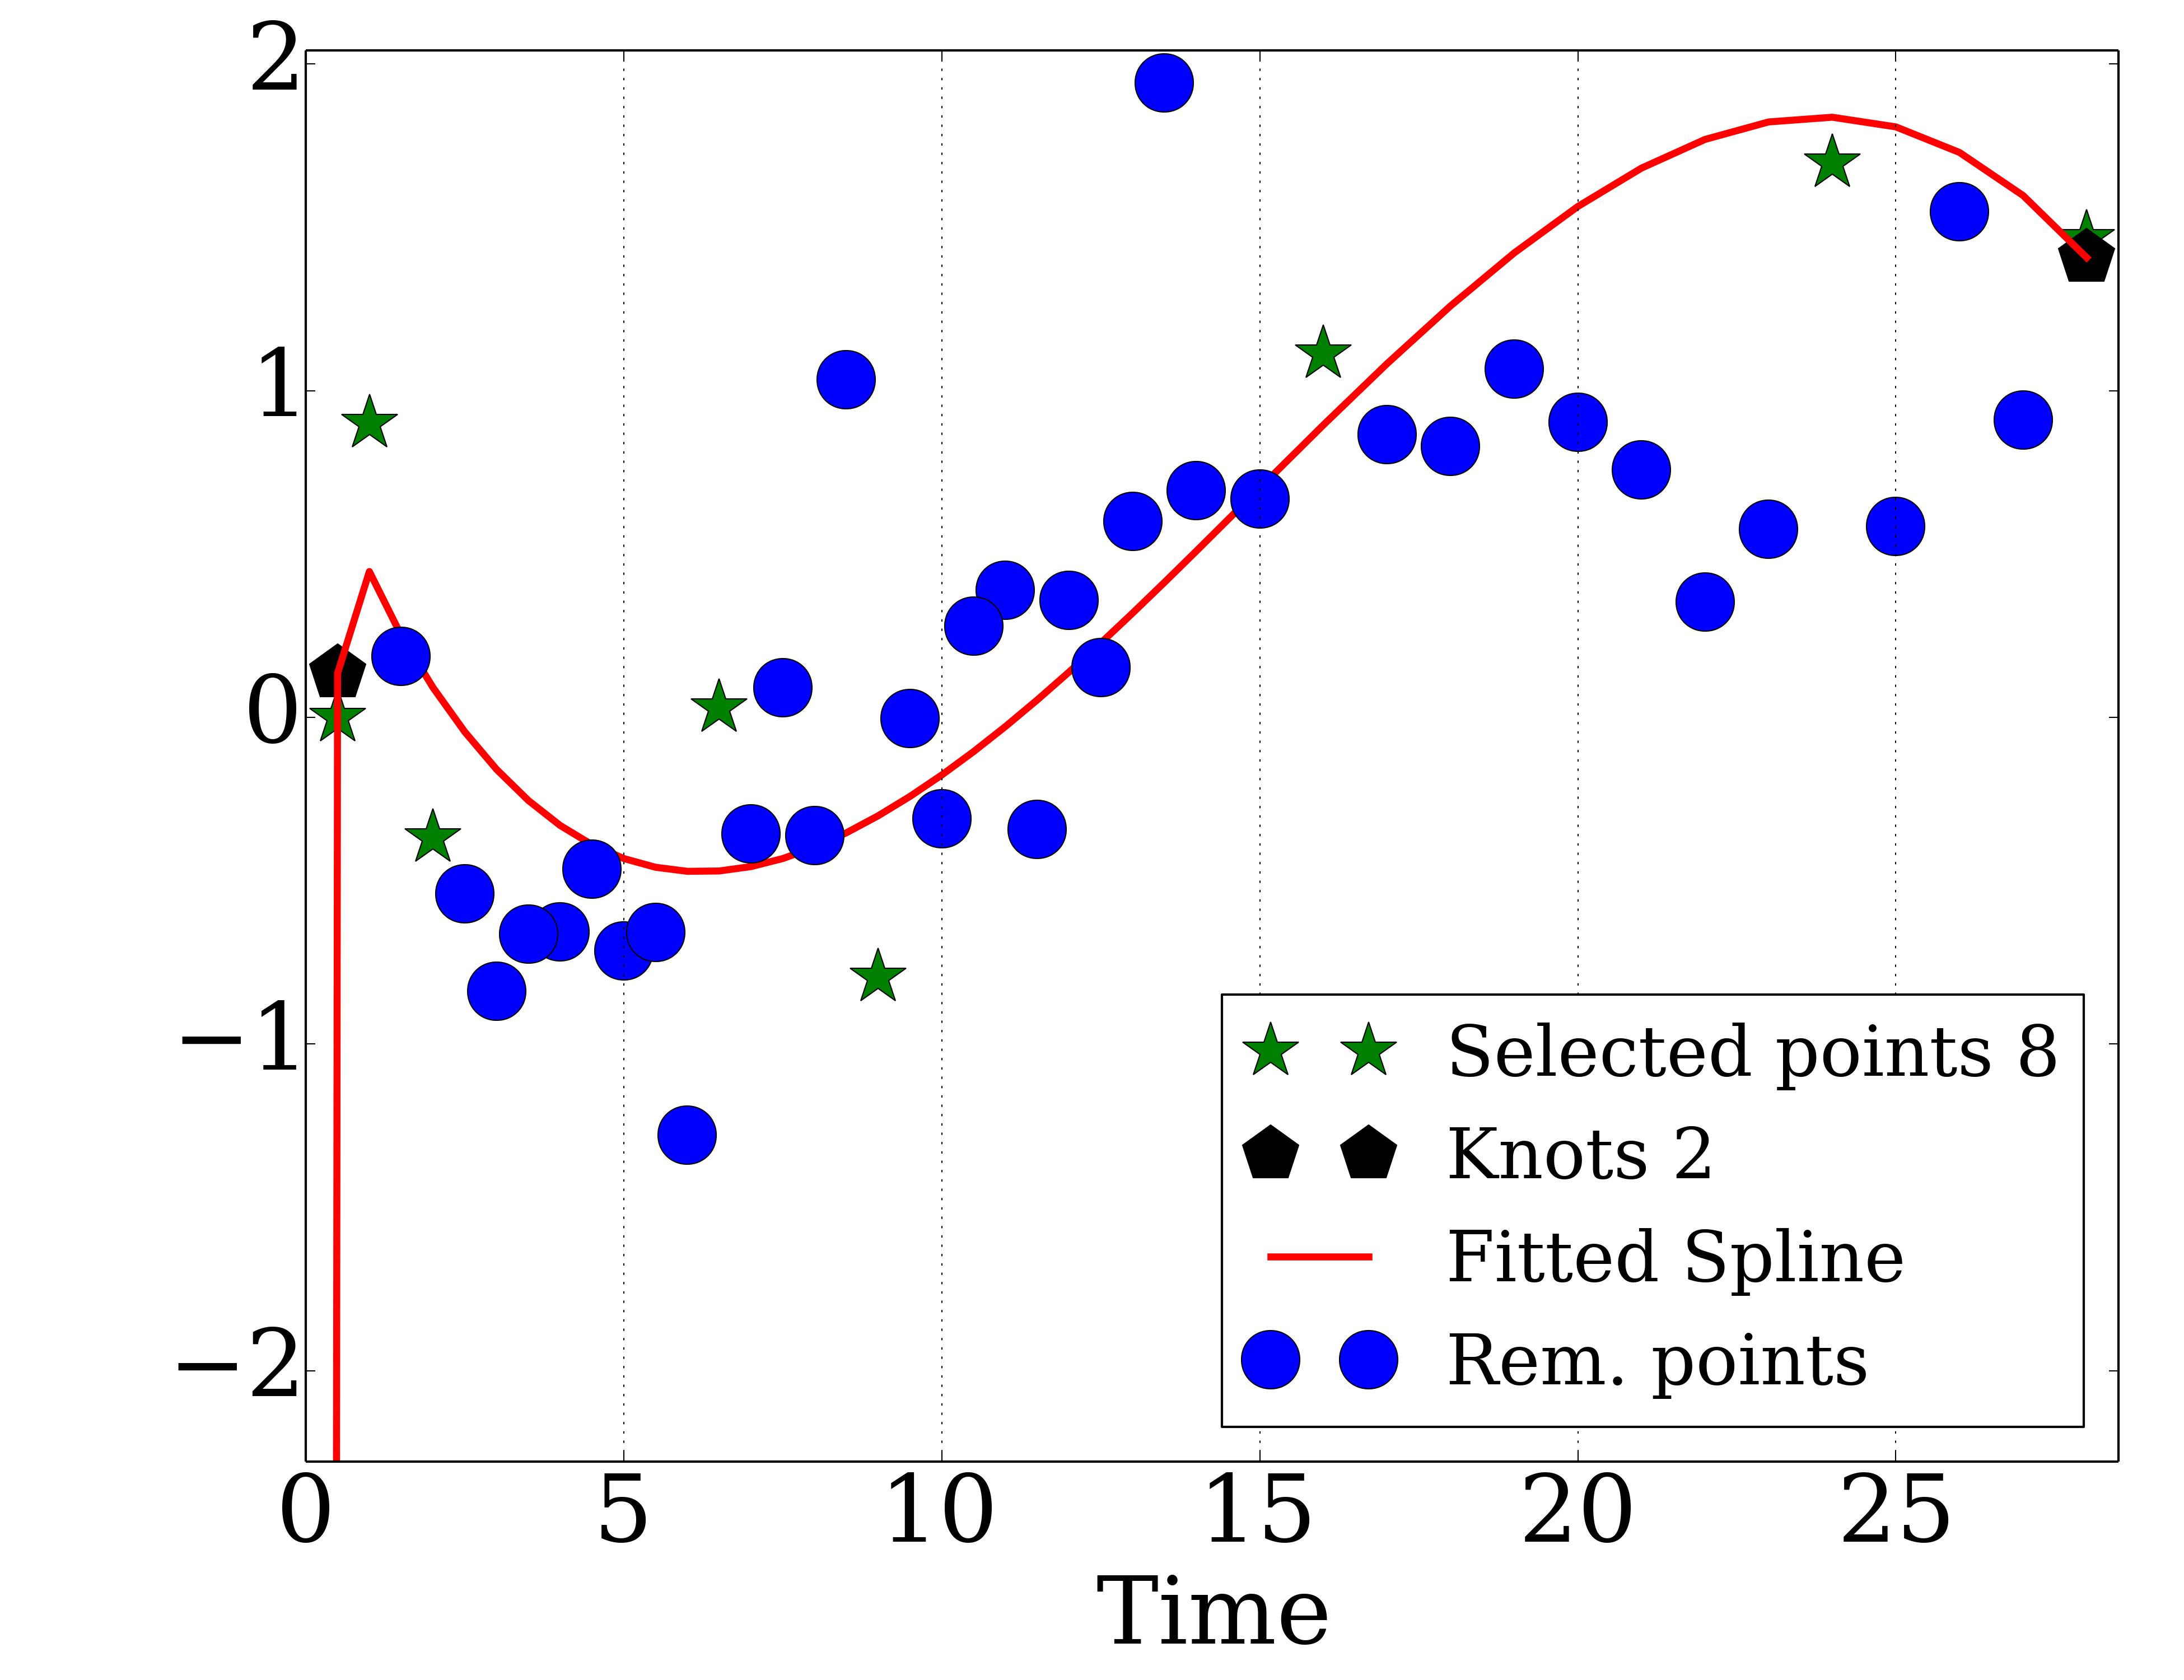 2
1
0
−1
−2
0 5 10 15 20 25
Time
Selected points 8
Knots 2
Fitted Spline
Rem. points